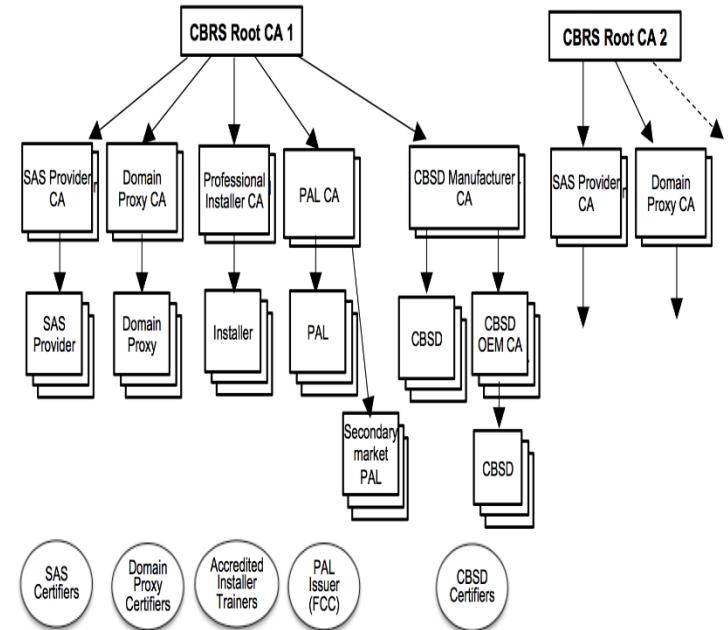 CBRS Root CA 1
CBRS Root CA 2
SAS Provider
CA
Domain
Proxy CA
Professional
Installer CA
PAL CA
CBSD Manufacturer
CA
SAS Provider
CA
Domain
Proxy CA
SAS
Provider
Domain
Proxy
Installer
PAL
CBSD
CBSD
OEM CA
Secondary
market
PAL
CBSD
SAS
Certifiers
Domain
Proxy
Certifiers
Accredited
Installer
Trainers
PAL
Issuer
(FCC)
CBSD
Certifiers